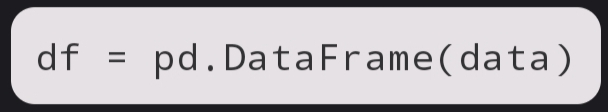 df = pd.DataFrame(data)